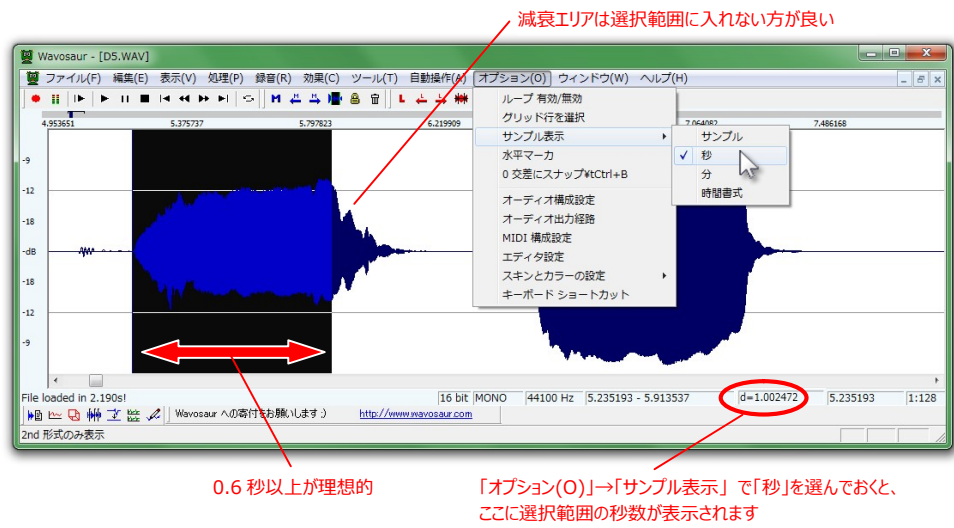 減衰エリアは選択範囲に入れない方が良い
Wavosaur - [D5.WAV]
ファイル(F) 編集(E) 表示(V) 処理(P) 録音(R) 効果(C) ツール(T) 自動操作(A) オプション(O) ウィンドウ(W) ヘルプ(H)
4.953651 5.375737 5.797823 6.219909 7.064082 7.486168
ループ 有効/無効
グリッド行を選択
サンプル表示
水平マーカ
0 交差にスナップ¥tCtrl+B
オーディオ構成設定
オーディオ出力経路
MIDI 構成設定
エディタ設定
スキンとカラーの設定
キーボード ショートカット
サンプル
✓ 秒
分
時間書式
-9
-12
-18
-dB
-18
-12
-9
File loaded in 2.190s! 16 bit MONO 44100 Hz 5.235193 - 5.913537 d=1.002472 5.235193 1:128
Wavosaur への寄付をお願いします :) http://www.wavosaur.com
2nd 形式のみ表示
0.6 秒以上が理想的
「オプション(O)」→「サンプル表示」で「秒」を選んでおくと、
ここに選択範囲の秒数が表示されます